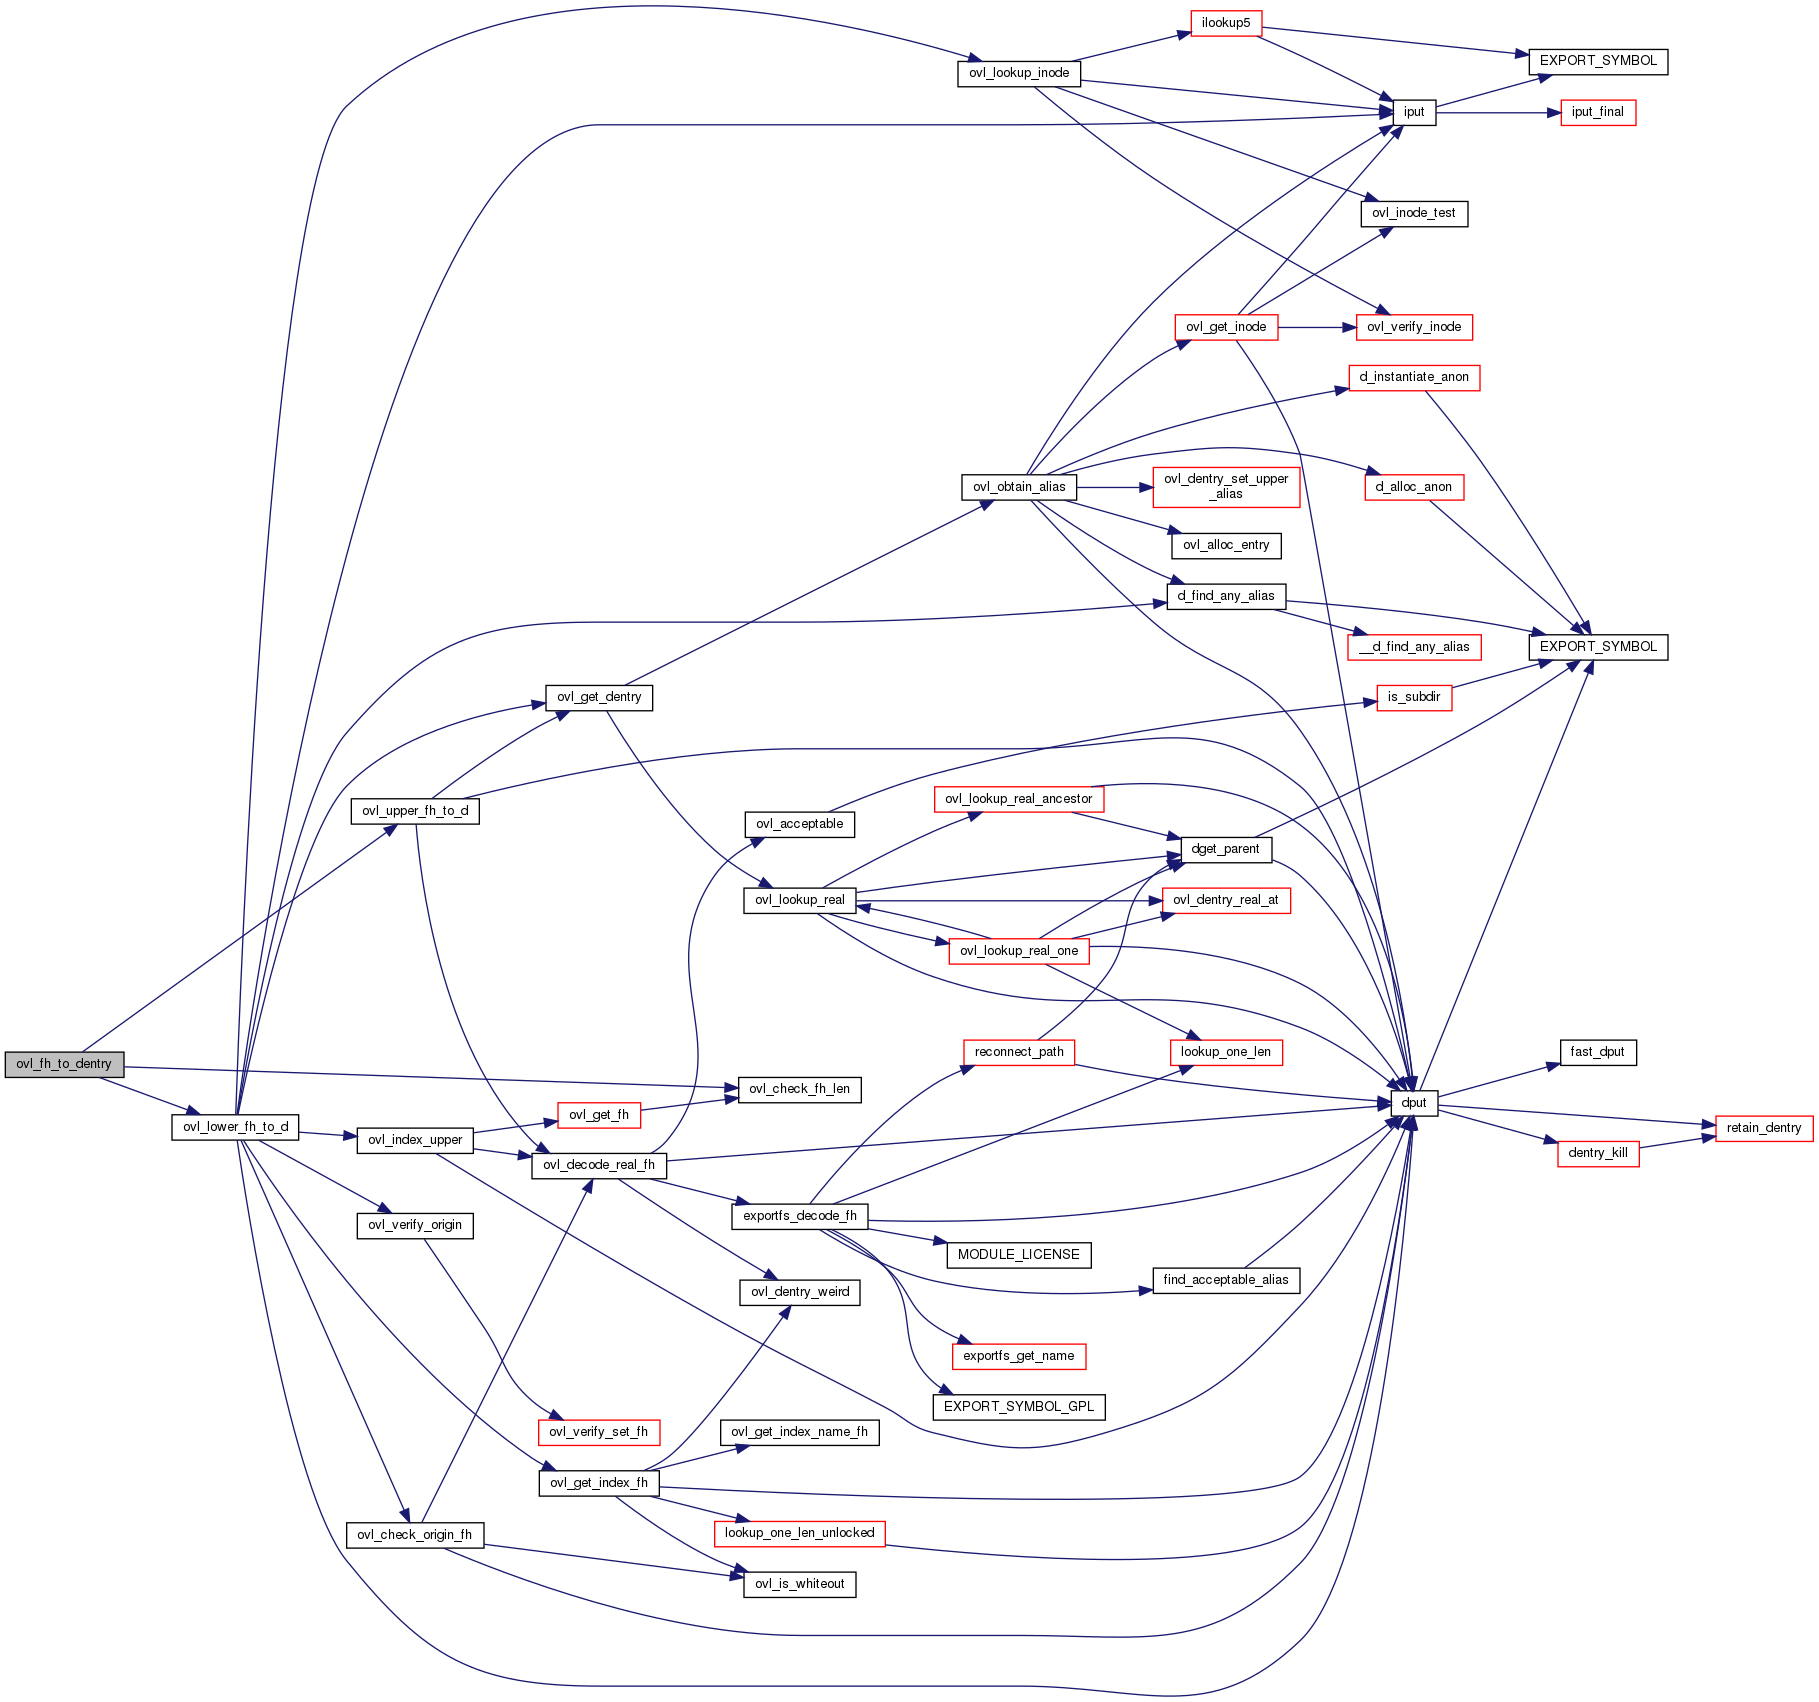 ilookup5
EXPORT_SYMBOL
ovl_lookup_inode
iput
iput_final
ovl_inode_test
ovl_get_inode
ovl_verify_inode
d_instantiate_anon
ovl_obtain_alias
ovl_dentry_set_upper
_alias
d_alloc_anon
ovl_alloc_entry
d_find_any_alias
EXPORT_SYMBOL
__d_find_any_alias
ovl_get_dentry
is_subdir
ovl_lookup_real_ancestor
ovl_upper_fh_to_d
ovl_acceptable
dget_parent
ovl_lookup_real
ovl_dentry_real_at
ovl_lookup_real_one
reconnect_path
lookup_one_len
fast_dput
ovl_fh_to_dentry
ovl_check_fh_len
ovl_get_fh
dput
ovl_lower_fh_to_d
retain_dentry
ovl_index_upper
dentry_kill
ovl_decode_real_fh
exportfs_decode_fh
ovl_verify_origin
MODULE_LICENSE
find_acceptable_alias
ovl_dentry_weird
exportfs_get_name
EXPORT_SYMBOL_GPL
ovl_verify_set_fh
ovl_get_index_name_fh
ovl_get_index_fh
lookup_one_len_unlocked
ovl_check_origin_fh
ovl_is_whiteout